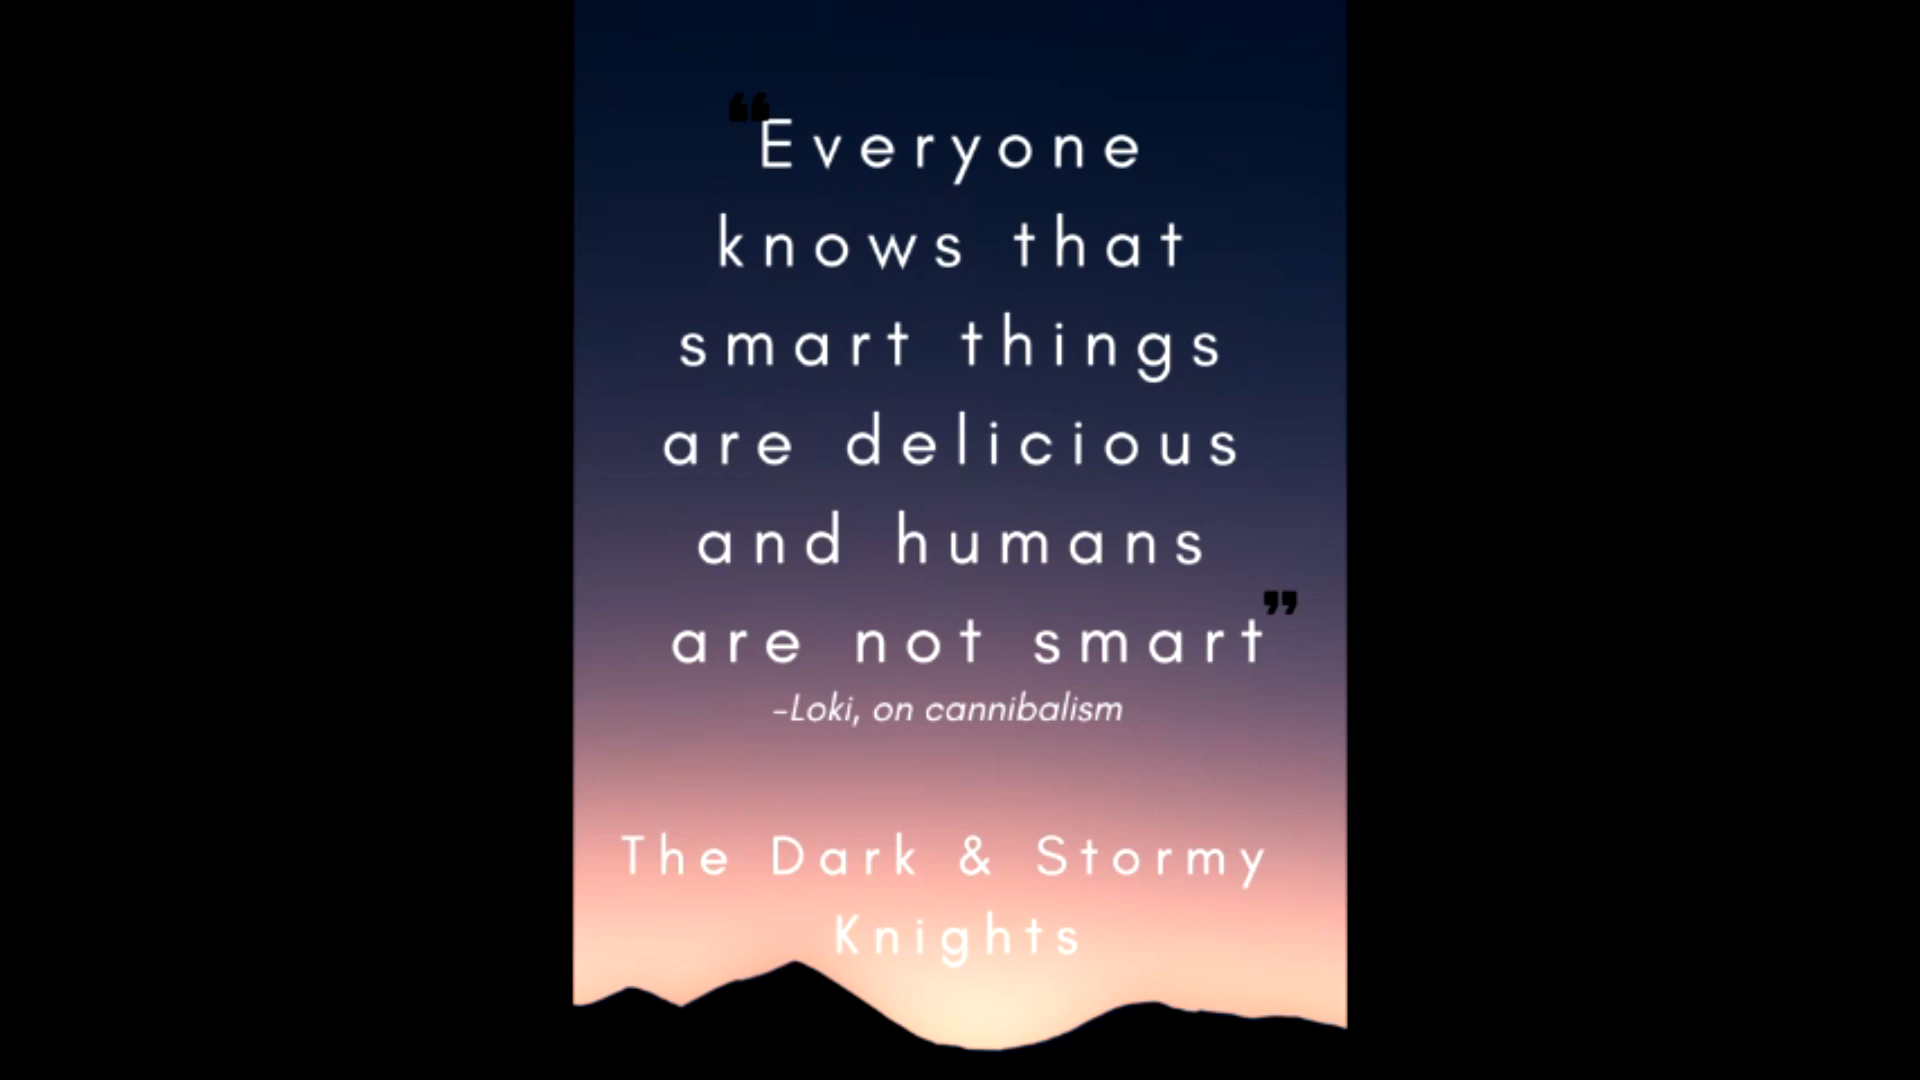 “Everyone
knows that
smart things
are delicious
and humans
are not smart”
-Loki, on cannibalism
The Dark & Stormy
Knights